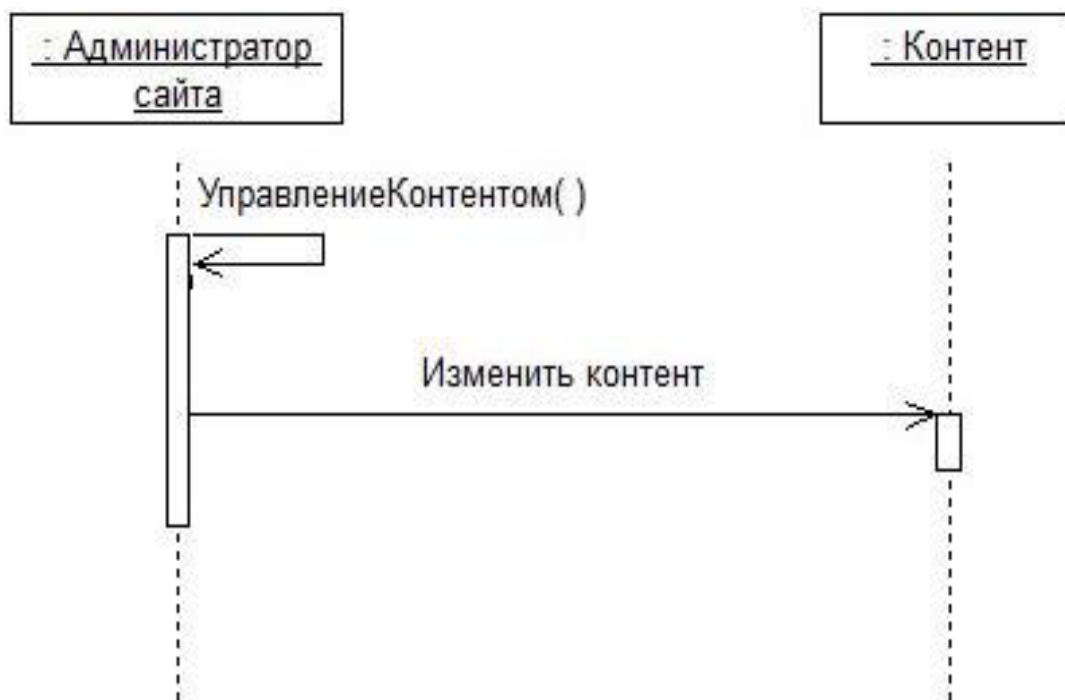 : Администратор
сайта
: Контент
УправлениеКонтентом( )
Изменить контент